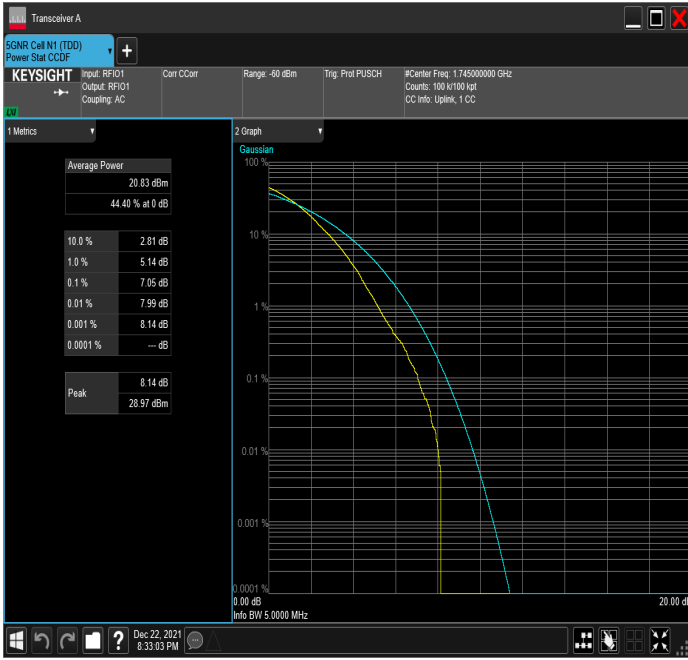 Transceiver A
5GNR Cell N1 (TDD)
Power Stat CCDF
KEYSIGHT
Input: RFIO1
Output: RFIO1
Coupling: AC
Corr CCorr
Range: -60 dBm
Trig: Prot PUSCH
#Center Freq: 1.745000000 GHz
Counts: 100 k/100 kpt
CC Info: Uplink, 1 CC
LXI
1 Metrics
Average Power
20.83 dBm
44.40 % at 0 dB
10.0 % 2.81 dB
1.0 % 5.14 dB
0.1 % 7.05 dB
0.01 % 7.99 dB
0.001 % 8.14 dB
0.0001 % --- dB
Peak
8.14 dB
28.97 dBm
2 Graph
Gaussian
100 %
10 %
1 %
0.1 %
0.01 %
0.001 %
0.0001 %
0.00 dB
20.00 dB
Info BW 5.0000 MHz
Dec 22, 2021
8:33:03 PM